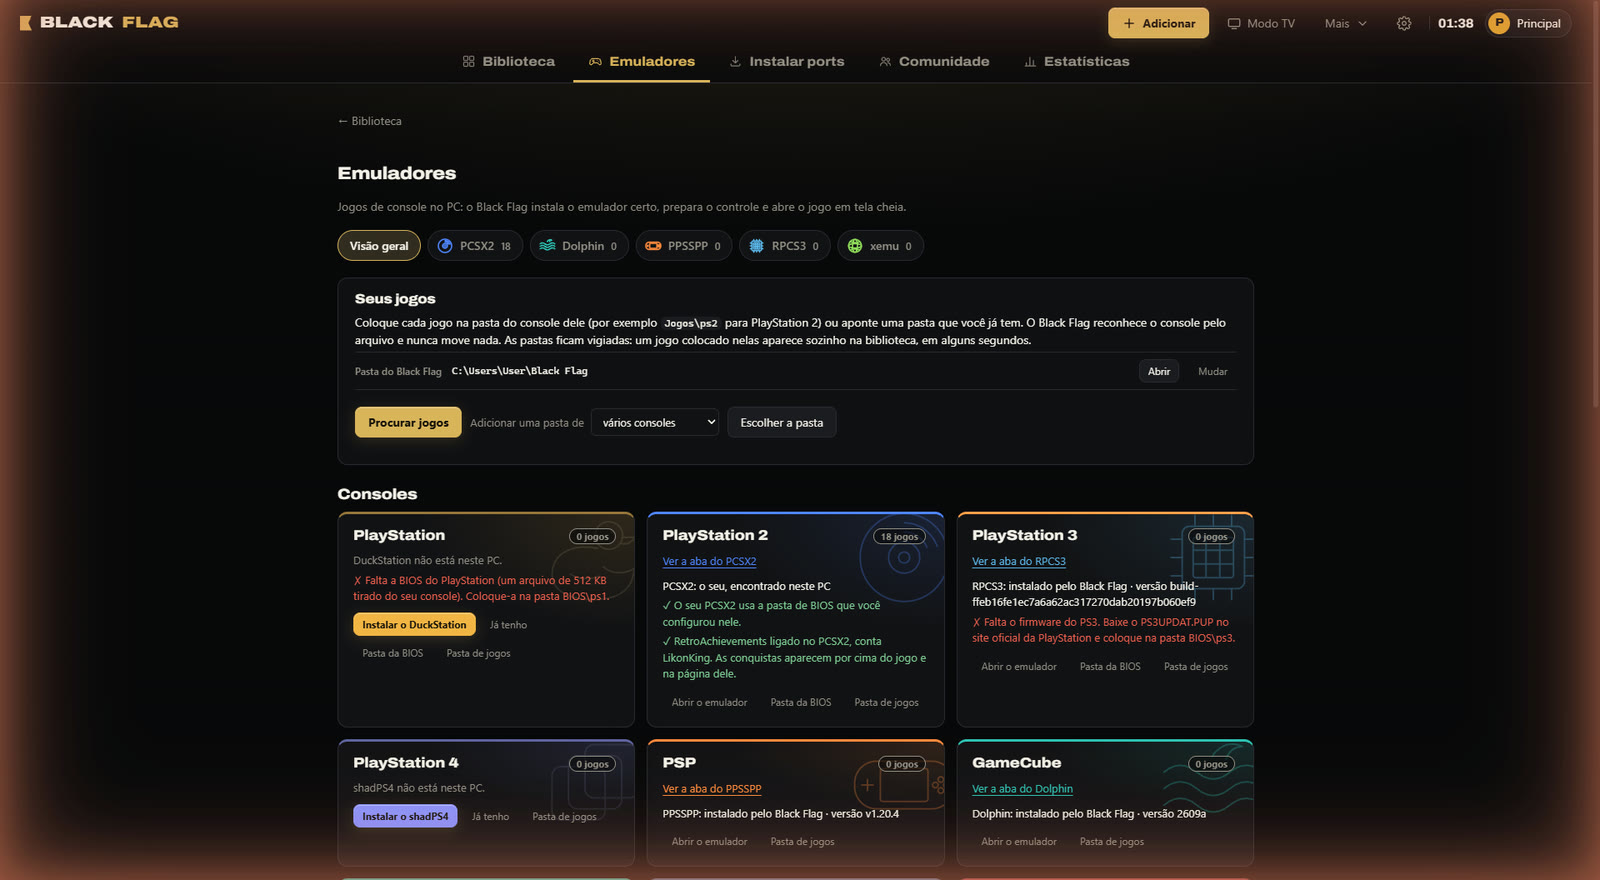 BLACK FLAG
Adicionar
Modo TV
Mais
01:38
P
Principal
Biblioteca
Emuladores
Instalar ports
Comunidade
Estatísticas
← Biblioteca
Emuladores
Jogos de console no PC: o Black Flag instala o emulador certo, prepara o controle e abre o jogo em tela cheia.
Visão geral
PCSX2 18
Dolphin 0
PPSSPP 0
RPCS3 0
xemu 0
Seus jogos
Coloque cada jogo na pasta do console dele (por exemplo Jogos\ps2 para PlayStation 2) ou aponte uma pasta que você já tem. O Black Flag reconhece o console pelo
arquivo e nunca move nada. As pastas ficam vigiadas: um jogo colocado nelas aparece sozinho na biblioteca, em alguns segundos.
Pasta do Black Flag C:\Users\User\Black Flag
Abrir
Mudar
Procurar jogos
Adicionar uma pasta de
vários consoles
Escolher a pasta
Consoles
PlayStation
0 jogos
DuckStation não está neste PC.
✗ Falta a BIOS do PlayStation (um arquivo de 512 KB
tirado do seu console). Coloque-a na pasta BIOS\ps1.
Instalar o DuckStation
Já tenho
Pasta da BIOS
Pasta de jogos
PlayStation 2
18 jogos
Ver a aba do PCSX2
PCSX2: o seu, encontrado neste PC
✓ O seu PCSX2 usa a pasta de BIOS que você
configurou nele.
✓ RetroAchievements ligado no PCSX2, conta
LikonKing. As conquistas aparecem por cima do jogo e
na página dele.
Abrir o emulador
Pasta da BIOS
Pasta de jogos
PlayStation 3
0 jogos
Ver a aba do RPCS3
RPCS3: instalado pelo Black Flag · versão build-
ffeb16fe1ec7a6a62ac317270dab20197b060ef9
✗ Falta o firmware do PS3. Baixe o PS3UPDAT.PUP no
site oficial da PlayStation e coloque na pasta BIOS\ps3.
Abrir o emulador
Pasta da BIOS
Pasta de jogos
PlayStation 4
0 jogos
shadPS4 não está neste PC.
Instalar o shadPS4
Já tenho
Pasta de jogos
PSP
0 jogos
Ver a aba do PPSSPP
PPSSPP: instalado pelo Black Flag · versão v1.20.4
Abrir o emulador
Pasta de jogos
GameCube
0 jogos
Ver a aba do Dolphin
Dolphin: instalado pelo Black Flag · versão 2609a
Abrir o emulador
Pasta de jogos